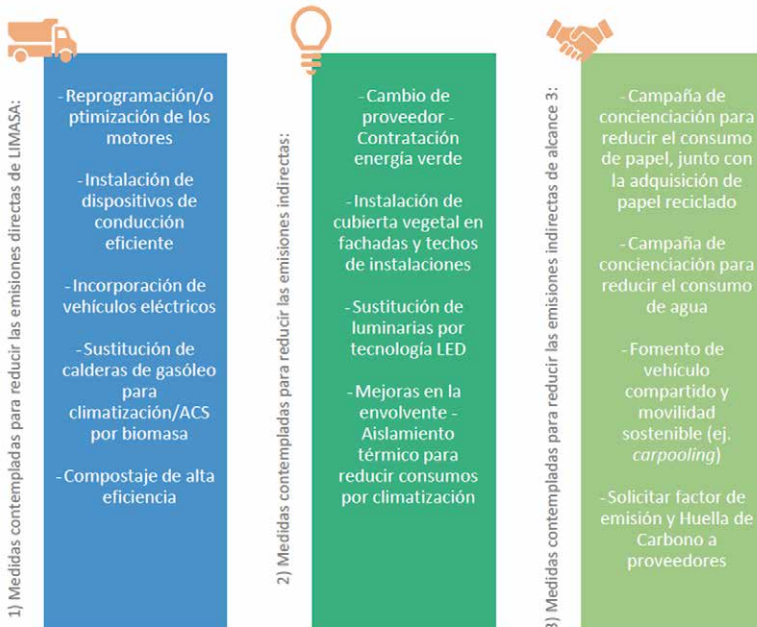 1) Medidas contempladas para reducir las emisiones directas de LIMASA:
-Reprogramación/o
ptimización de los
motores
-Instalación de
dispositivos de
conducción
eficiente
-Incorporación de
vehículos eléctricos
-Sustitución de
calderas de gasóleo
para
climatización/ACS
por biomasa
-Compostaje de alta
eficiencia
2) Medidas contempladas para reducir las emisiones indirectas:
-Cambio de
proveedor -
Contratación
energía verde
-Instalación de
cubierta vegetal en
fachadas y techos
de instalaciones
-Sustitución de
luminarias por
tecnología LED
-Mejoras en la
envolvente -
Aislamiento
térmico para
reducir consumos
por climatización
3) Medidas contempladas para reducir las emisiones indirectas de alcance 3:
-Campaña de
concienciación para
reducir el consumo
de papel, junto con
la adquisición de
papel reciclado
-Campaña de
concienciación para
reducir el consumo
de agua
-Fomento de
vehículo
compartido y
movilidad
sostenible (ej.
carpooling)
-Solicitar factor de
emisión y Huella de
Carbono a
proveedores